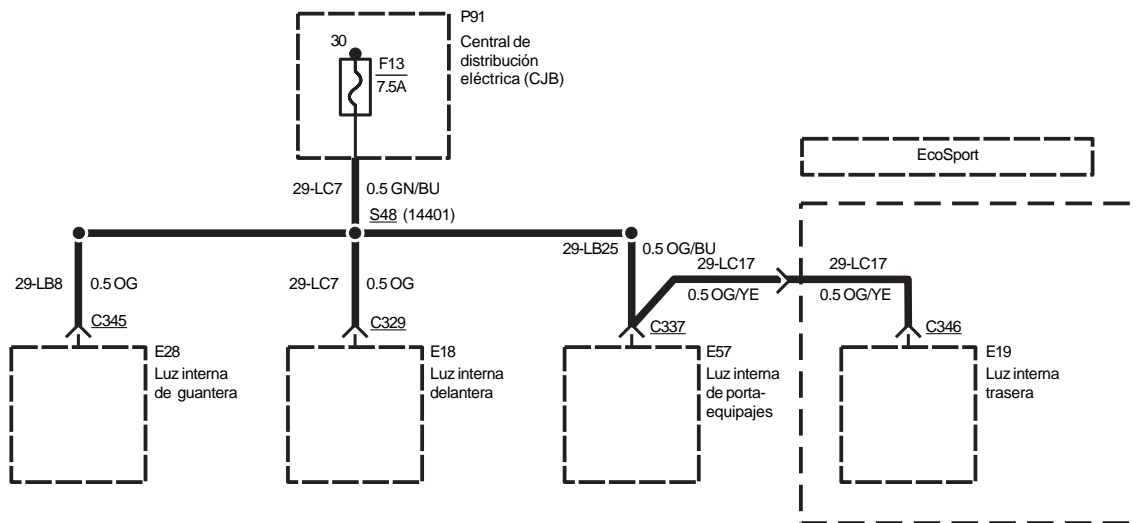 P91
Central de
distribución
eléctrica (CJB)
30
F13
7.5A
EcoSport
29-LC7
0.5 GN/BU
S48 (14401)
29-LB25
0.5 OG/BU
29-LC17
0.5 OG/YE
29-LC17
0.5 OG/YE
29-LB8
0.5 OG
29-LC7
0.5 OG
C345
C329
C337
C346
E28
Luz interna
de guantera
E18
Luz interna
delantera
E57
Luz interna
de porta-
equipajes
E19
Luz interna
trasera